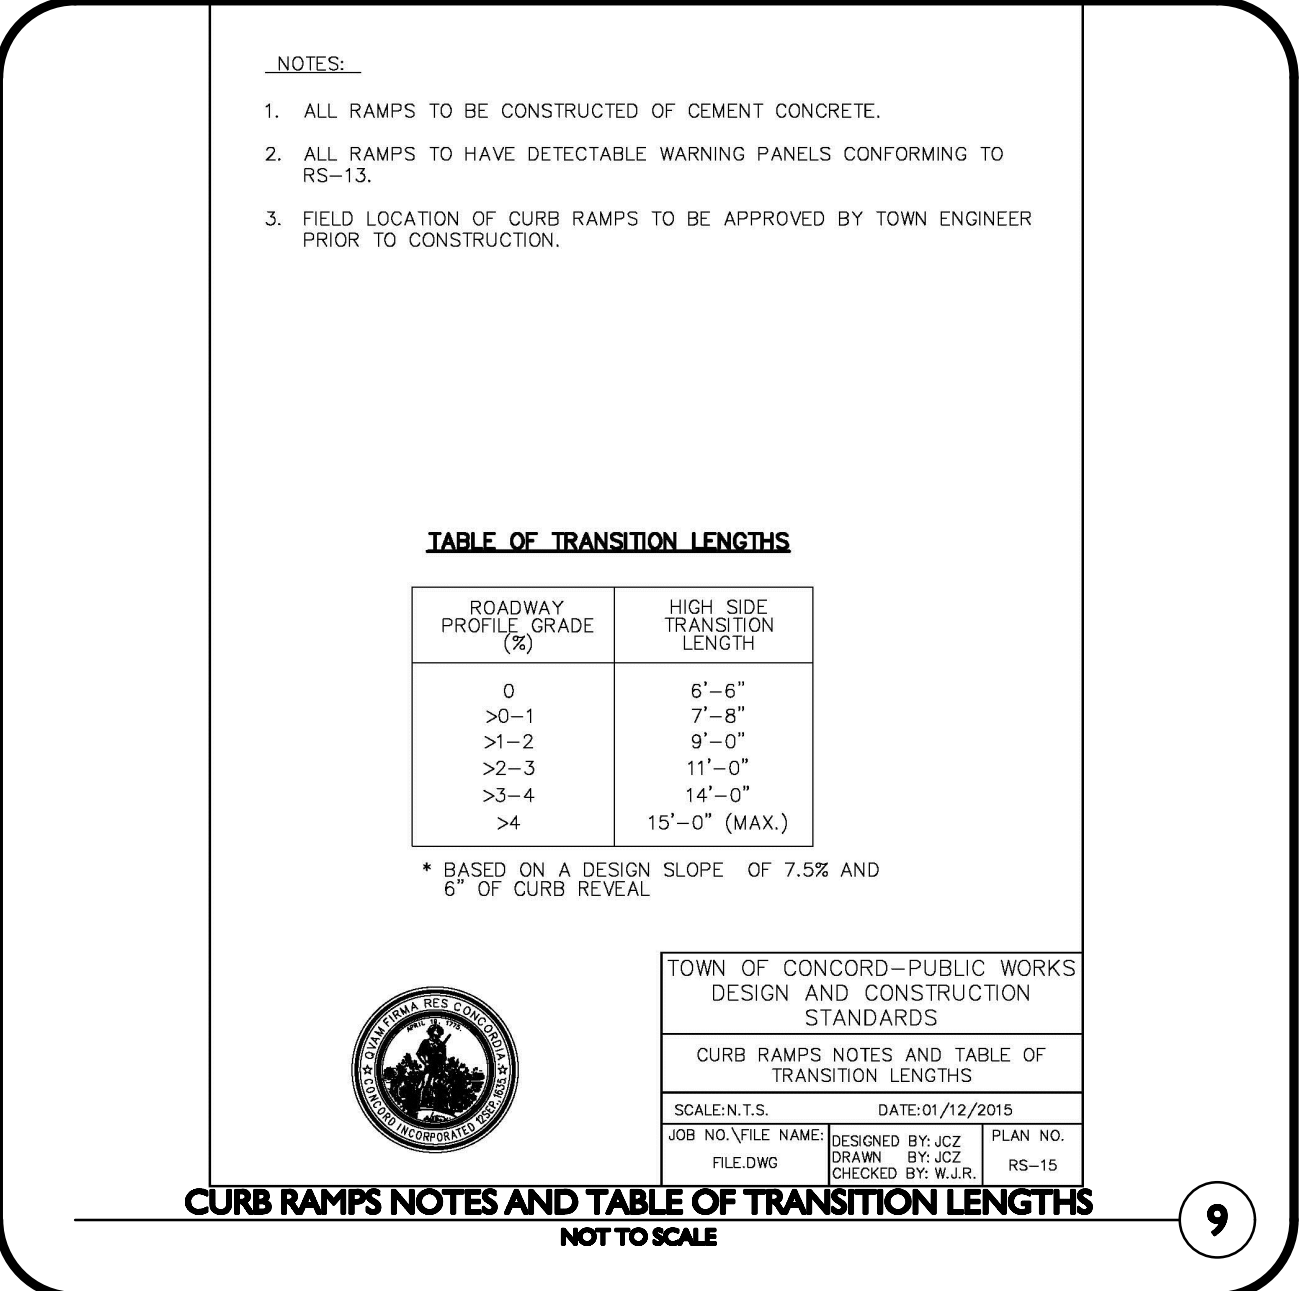 NOTES:
1. ALL RAMPS TO BE CONSTRUCTED OF CEMENT CONCRETE.
2. ALL RAMPS TO HAVE DETECTABLE WARNING PANELS CONFORMING TO
RS-13.
3. FIELD LOCATION OF CURB RAMPS TO BE APPROVED BY TOWN ENGINEER
PRIOR TO CONSTRUCTION.
TABLE OF TRANSITION LENGTHS
ROADWAY
PROFILE GRADE
(%)
HIGH SIDE
TRANSITION
LENGTH
0 6'-6"
>0-1 7'-8"
>1-2 9'-0"
>2-3 11'-0"
>3-4 14'-0"
>4 15'-0" (MAX.)
* BASED ON A DESIGN SLOPE OF 7.5% AND
6" OF CURB REVEAL
QVAM FIRMA RES CONCORDIA
APRIL 19, 1775.
CONCORD INCORPORATED 12SEP.,1635.
TOWN OF CONCORD-PUBLIC WORKS
DESIGN AND CONSTRUCTION
STANDARDS
CURB RAMPS NOTES AND TABLE OF
TRANSITION LENGTHS
SCALE:N.T.S. DATE:01/12/2015
JOB NO.\FILE NAME:
FILE.DWG
DESIGNED BY: JCZ
DRAWN BY: JCZ
CHECKED BY: W.J.R.
PLAN NO.
RS-15
CURB RAMPS NOTES AND TABLE OF TRANSITION LENGTHS
NOT TO SCALE
9